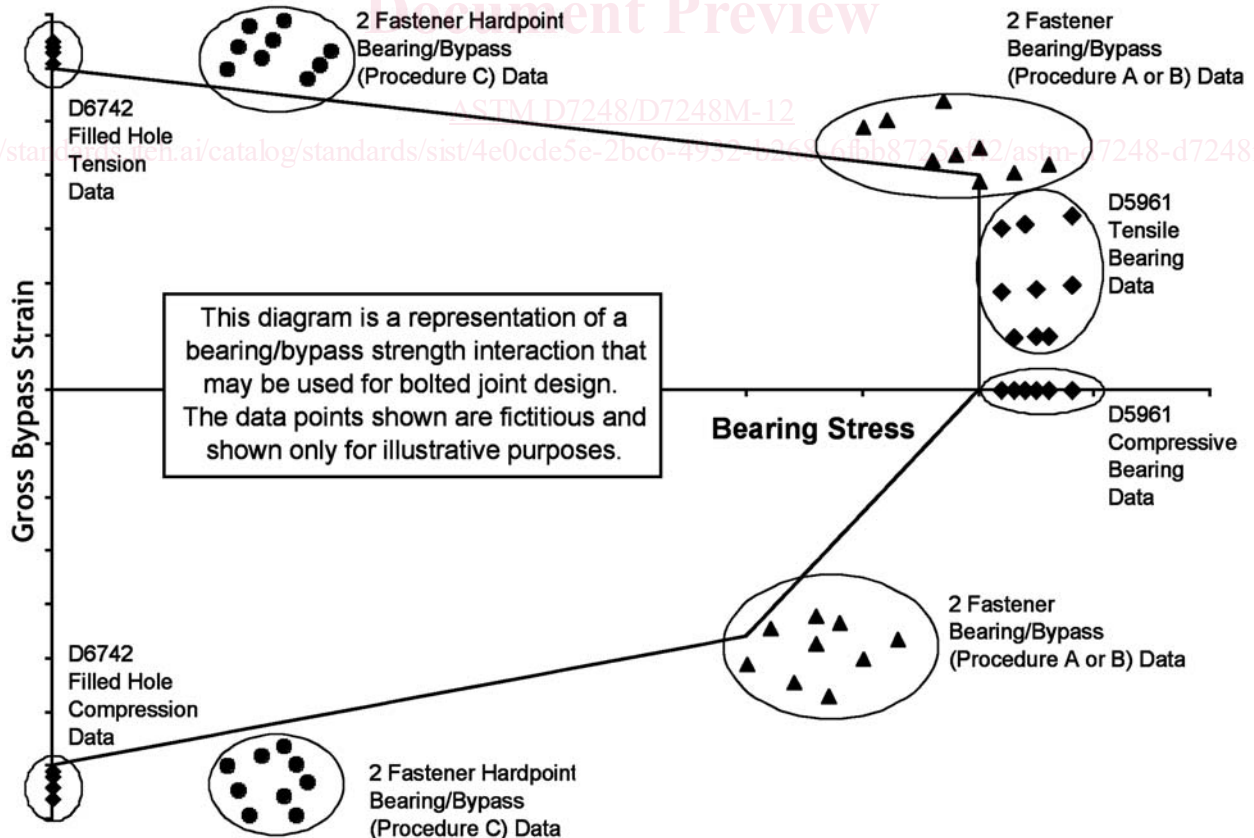 Document Preview
2 Fastener Hardpoint
Bearing/Bypass
(Procedure C) Data
2 Fastener
Bearing/Bypass
(Procedure A or B) Data
ASTM D7248/D7248M-12
D6742
Filled Hole
Tension
Data
D5961
Tensile
Bearing
Data
Gross Bypass Strain
This diagram is a representation of a
bearing/bypass strength interaction that
may be used for bolted joint design.
The data points shown are fictitious and
shown only for illustrative purposes.
Bearing Stress
D5961
Compressive
Bearing
Data
2 Fastener
Bearing/Bypass
(Procedure A or B) Data
D6742
Filled Hole
Compression
Data
2 Fastener Hardpoint
Bearing/Bypass
(Procedure C) Data